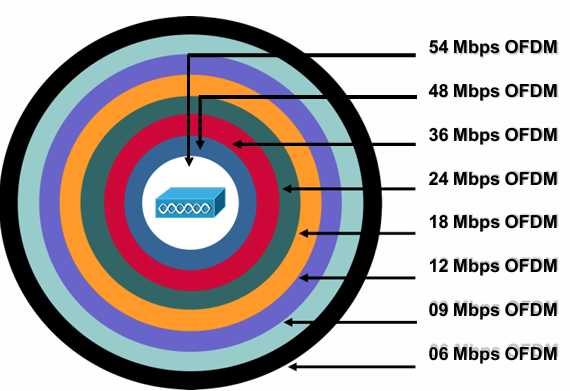 54 Mbps OFDM
48 Mbps OFDM
36 Mbps OFDM
24 Mbps OFDM
18 Mbps OFDM
12 Mbps OFDM
09 Mbps OFDM
06 Mbps OFDM